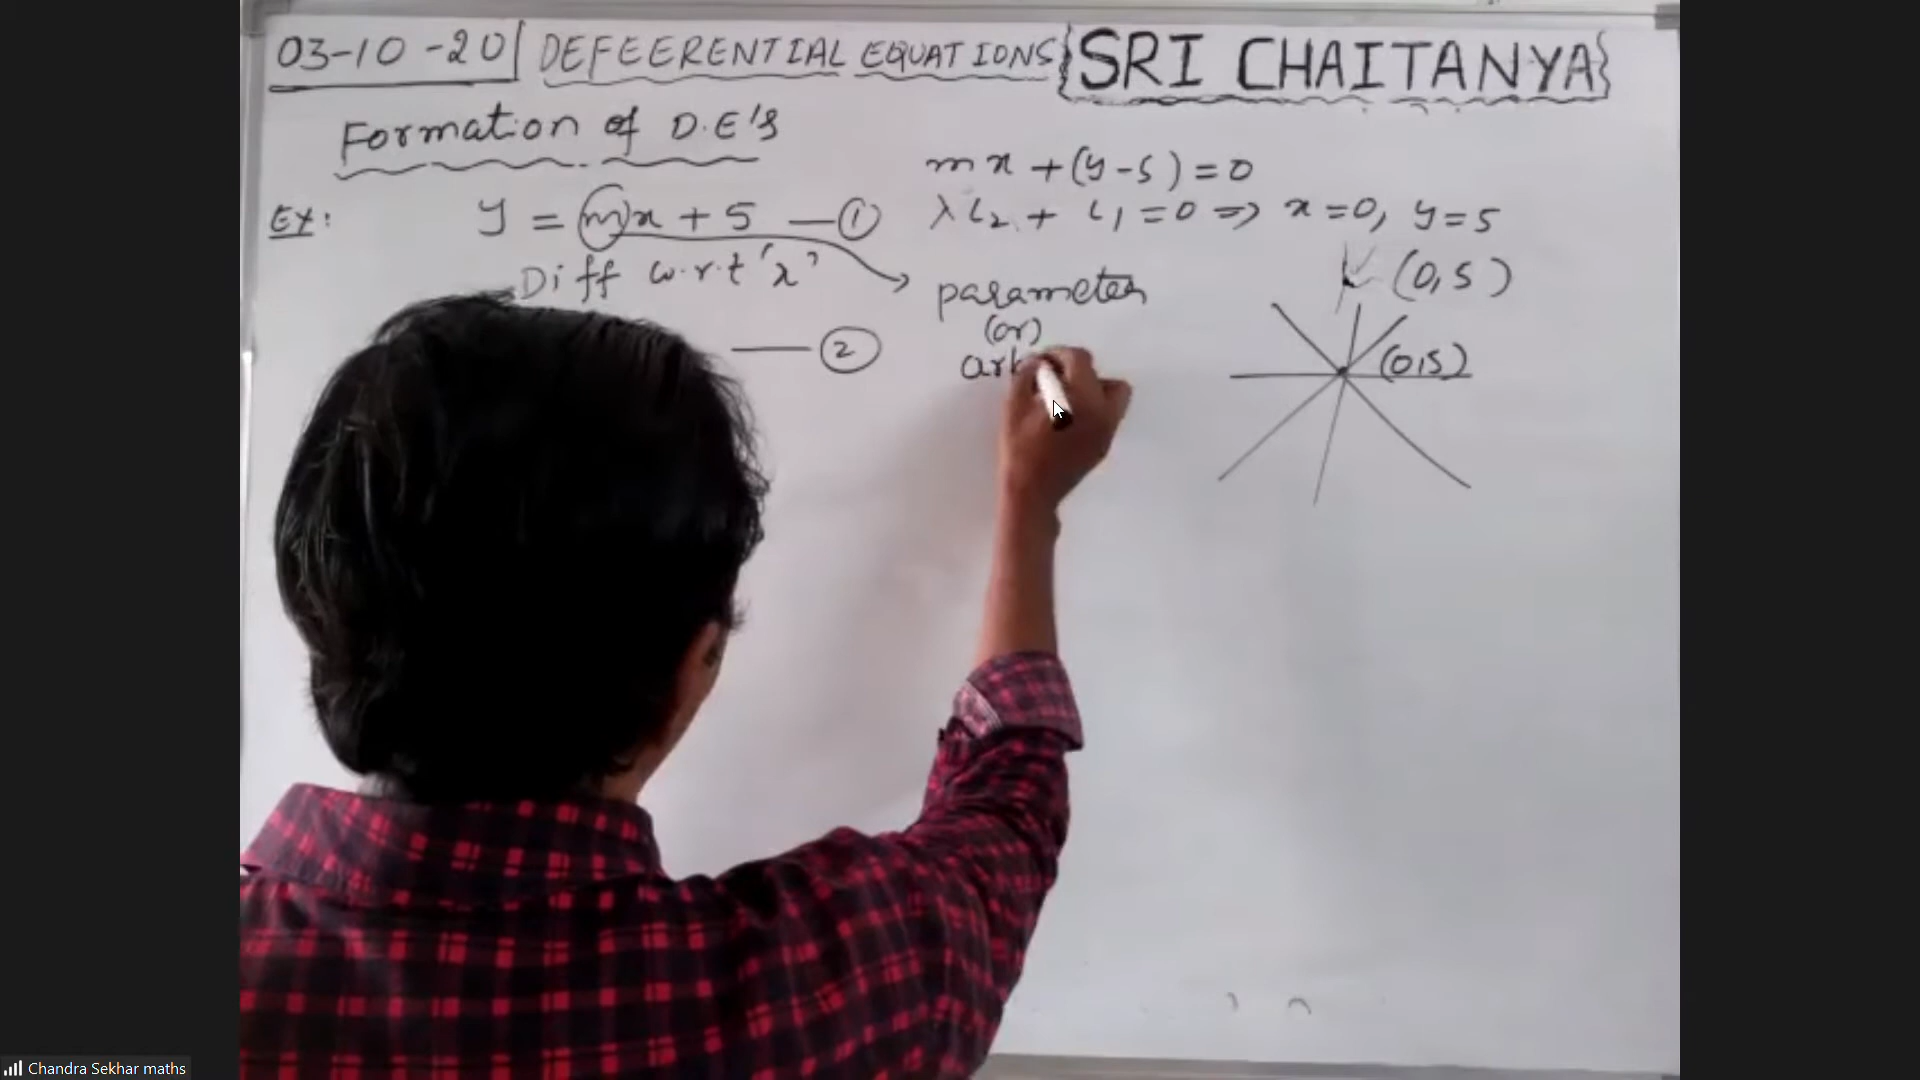 03-10-20 DEFEERENTIAL EQUATIONS {SRI CHAITANYA}
Formation of D.E's
mx + (y-5) = 0
Ex: y = mx + 5 — ①
λL₂ + L₁ = 0 => x = 0, y = 5
Diff w.r.t 'x'
(0,5)
parameter
(or)
— ②
arb
(0,5)
Chandra Sekhar maths